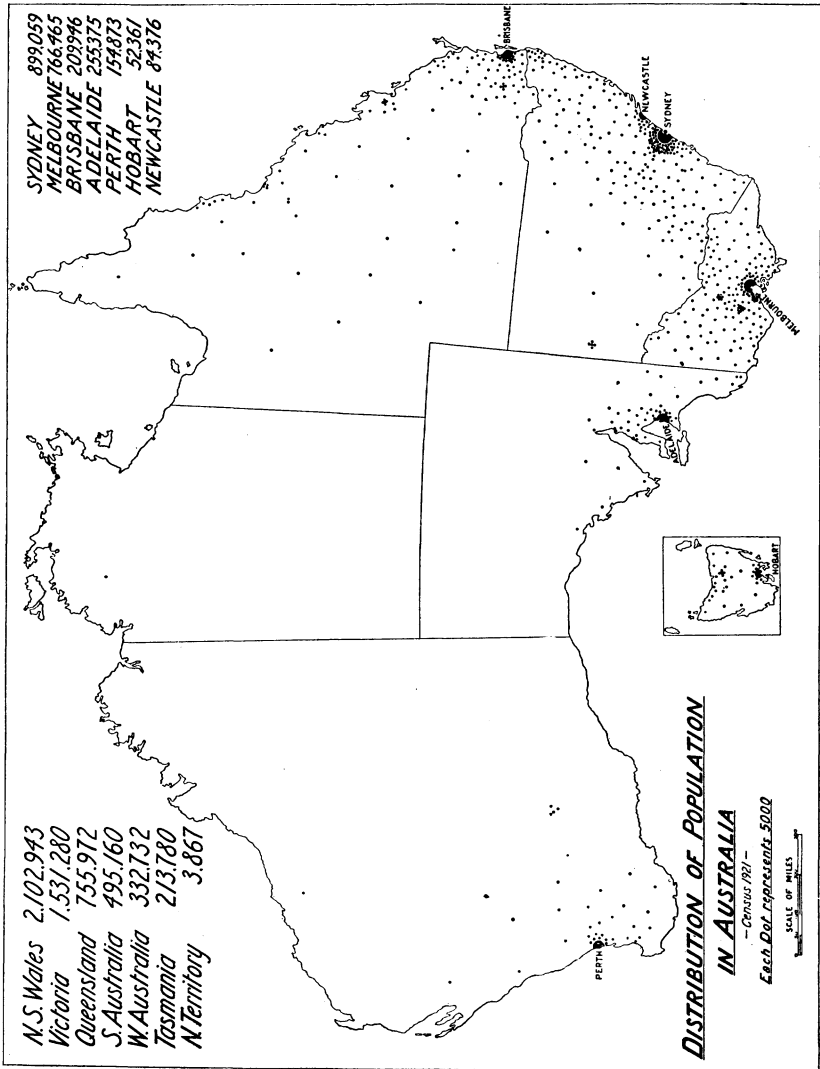 N.S. Wales 2.102.943
Victoria 1.531.280
Queensland 755.972
S. Australia 495.160
W. Australia 332.732
Tasmania 213.780
N. Territory 3.867
SYDNEY 899.059
MELBOURNE 766.465
BRISBANE 209.946
ADELAIDE 255.375
PERTH 154.873
HOBART 52.361
NEWCASTLE 84.376
BRISBANE
NEWCASTLE
SYDNEY
MELBOURNE
ADELAIDE
HOBART
PERTH
DISTRIBUTION OF POPULATION
IN AUSTRALIA
- Census 1921 -
Each Dot represents 5000
SCALE OF MILES